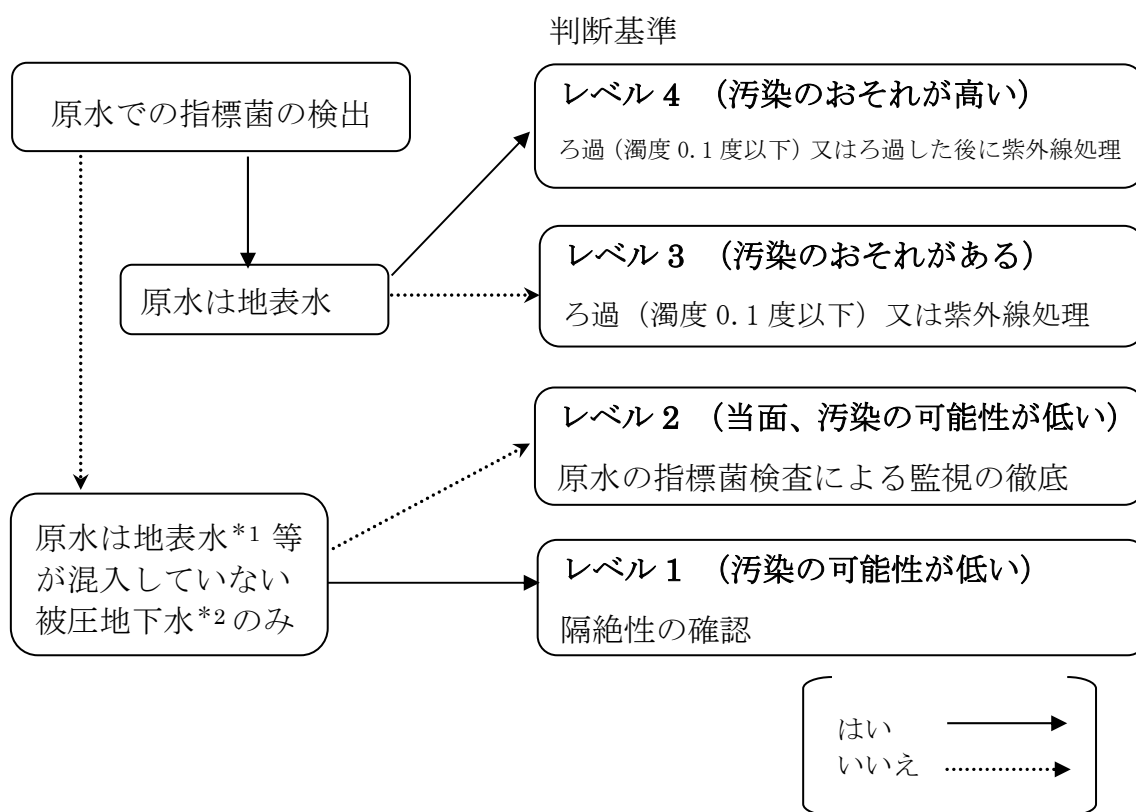 判断基準
原水での指標菌の検出
レベル 4 （汚染のおそれが高い）
ろ過（濁度 0.1 度以下）又はろ過した後に紫外線処理
原水は地表水
レベル 3 （汚染のおそれがある）
ろ過（濁度 0.1 度以下）又は紫外線処理
レベル 2 （当面、汚染の可能性が低い）
原水の指標菌検査による監視の徹底
原水は地表水*1 等
が混入していない
被圧地下水*2 のみ
レベル 1 （汚染の可能性が低い）
隔絶性の確認
はい
いいえ